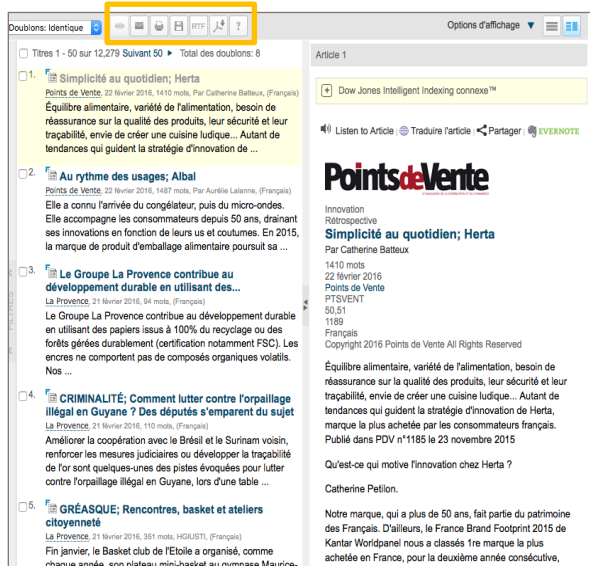 Doublons: Identique
RTF
?
Options d'affichage
Titres 1 - 50 sur 12,279 Suivant 50 Total des doublons: 8
1.
Simplicité au quotidien; Herta
Points de Vente, 22 février 2016, 1410 mots, Par Catherine Batteux, (Français)
Équilibre alimentaire, variété de l'alimentation, besoin de
réassurance sur la qualité des produits, leur sécurité et leur
traçabilité, envie de créer une cuisine ludique... Autant de
tendances qui guident la stratégie d'innovation de ...
2.
Au rythme des usages; Albal
Points de Vente, 22 février 2016, 1487 mots, Par Aurélie Lalanne, (Français)
Elle a connu l'arrivée du congélateur, puis du micro-ondes.
Elle accompagne les consommateurs depuis 50 ans, drainant
ses innovations en fonction de leurs us et coutumes. En 2015,
la marque de produit d'emballage alimentaire poursuit sa ...
3.
Le Groupe La Provence contribue au
développement durable en utilisant des...
La Provence, 21 février 2016, 94 mots, (Français)
Le Groupe La Provence contribue au développement durable
en utilisant des papiers issus à 100% du recyclage ou des
forêts gérées durablement (certification notamment FSC). Les
encres ne comportent pas de composés organiques volatils.
Nos ...
4.
CRIMINALITÉ; Comment lutter contre l'orpaillage
illégal en Guyane ? Des députés s'emparent du sujet
La Provence, 21 février 2016, 110 mots, (Français)
Améliorer la coopération avec le Brésil et le Surinam voisin,
renforcer les mesures judiciaires ou développer la traçabilité
de l'or sont quelques-unes des pistes évoquées pour lutter
contre l'orpaillage illégal en Guyane, lors d'une table ...
5.
GRÉASQUE; Rencontres, basket et ateliers
citoyenneté
La Provence, 21 février 2016, 351 mots, HGIUSTI, (Français)
Fin janvier, le Basket club de l'Etoile a organisé, comme
chaque année, son plateau mini-basket au gymnase Maurice-
FILTRES
Article 1
Dow Jones Intelligent Indexing connexe™
Listen to Article Traduire l'article Partager EVERNOTE
Points de Vente
Innovation
Rétrospective
Simplicité au quotidien; Herta
Par Catherine Batteux
1410 mots
22 février 2016
Points de Vente
PTSVENT
50,51
1189
Français
Copyright 2016 Points de Vente All Rights Reserved
Équilibre alimentaire, variété de l'alimentation, besoin de
réassurance sur la qualité des produits, leur sécurité et leur
traçabilité, envie de créer une cuisine ludique... Autant de
tendances qui guident la stratégie d'innovation de Herta,
marque la plus achetée par les consommateurs français.
Publié dans PDV n°1185 le 23 novembre 2015
Qu'est-ce qui motive l'innovation chez Herta ?
Catherine Petilon.
Notre marque, qui a plus de 50 ans, fait partie du patrimoine
des Français. D'ailleurs, le France Brand Footprint 2015 de
Kantar Worldpanel nous a classés 1re marque la plus
achetée en France, pour la deuxième année consécutive,